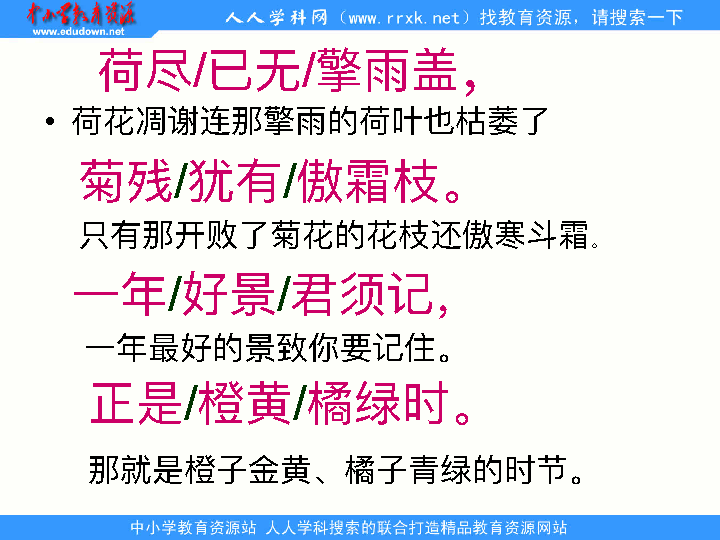 中小学教育资源
www.edudown.net
人人学科网（www.rrxk.net）找教育资源，请搜索一下
荷尽/已无/擎雨盖，
• 荷花凋谢连那擎雨的荷叶也枯萎了
菊残/犹有/傲霜枝。
只有那开败了菊花的花枝还傲寒斗霜。
一年/好景/君须记，
一年最好的景致你要记住。
正是/橙黄/橘绿时。
那就是橙子金黄、橘子青绿的时节。
中小学教育资源站 人人学科搜索的联合打造精品教育资源网站